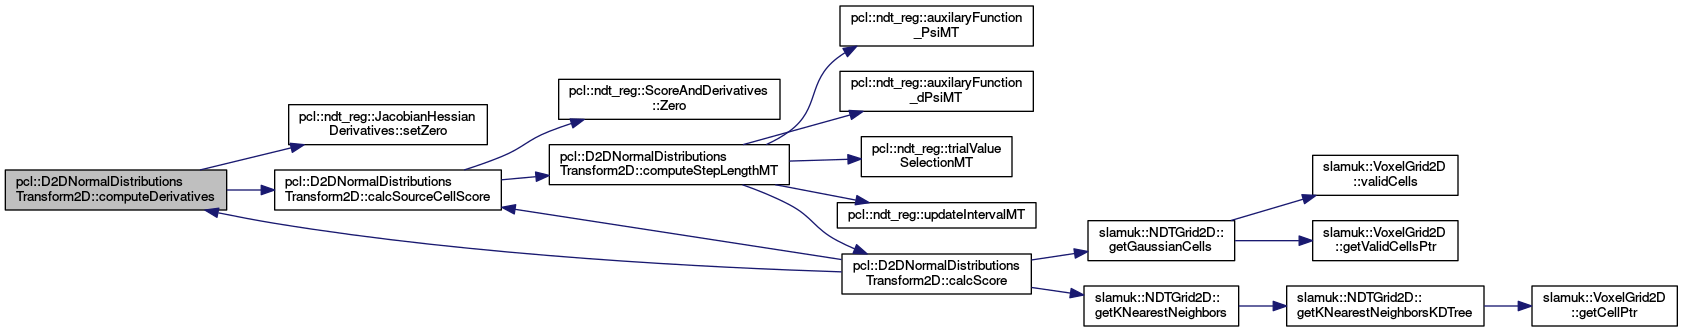 pcl::D2DNormalDistributions
Transform2D::computeDerivatives
pcl::ndt_reg::JacobianHessian
Derivatives::setZero
pcl::D2DNormalDistributions
Transform2D::calcSourceCellScore
pcl::ndt_reg::ScoreAndDerivatives
::Zero
pcl::D2DNormalDistributions
Transform2D::computeStepLengthMT
pcl::ndt_reg::auxilaryFunction
_PsiMT
pcl::ndt_reg::auxilaryFunction
_dPsiMT
pcl::ndt_reg::trialValue
SelectionMT
pcl::ndt_reg::updateIntervalMT
pcl::D2DNormalDistributions
Transform2D::calcScore
slamuk::NDTGrid2D::
getGaussianCells
slamuk::NDTGrid2D::
getKNearestNeighbors
slamuk::VoxelGrid2D
::validCells
slamuk::VoxelGrid2D
::getValidCellsPtr
slamuk::NDTGrid2D::
getKNearestNeighborsKDTree
slamuk::VoxelGrid2D
::getCellPtr